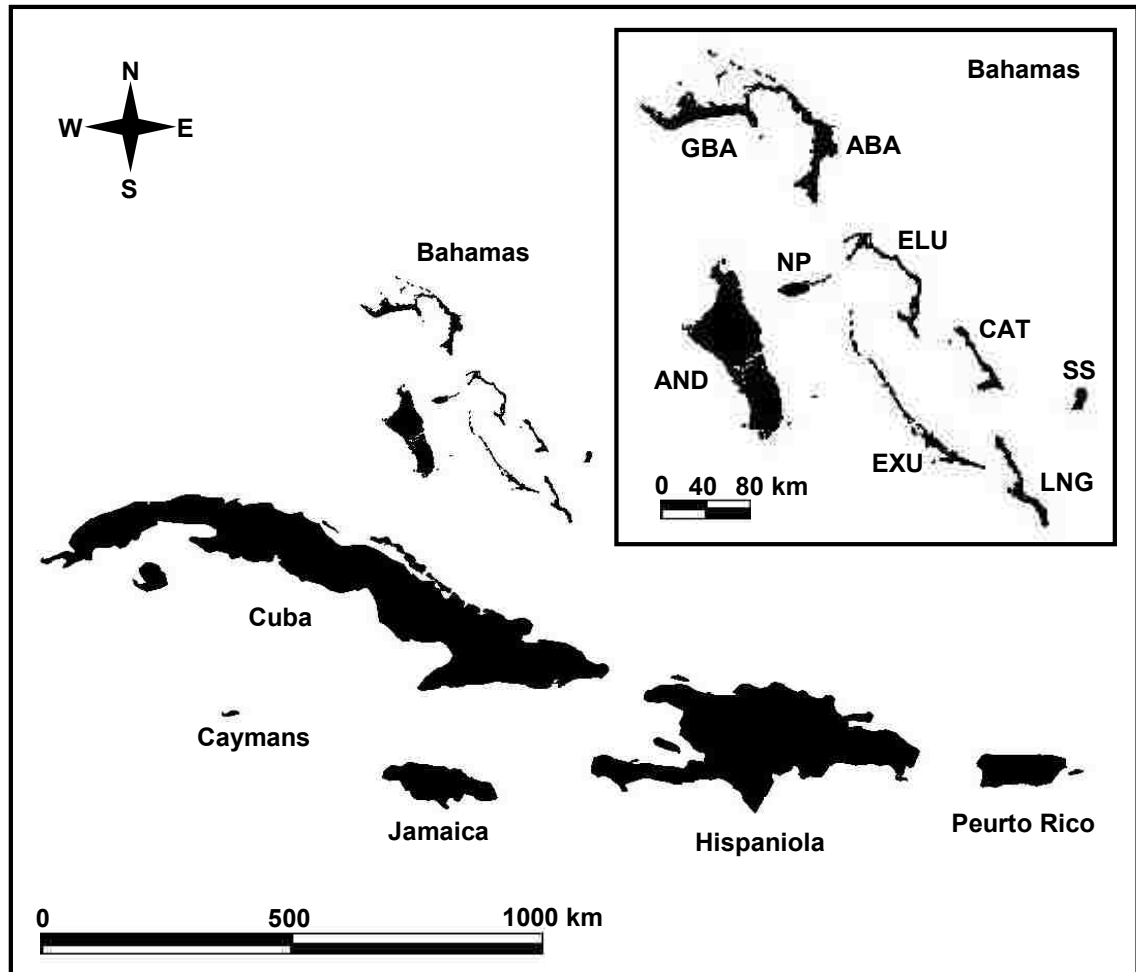 N
W E
S
Bahamas
Bahamas
GBA ABA
ELU
NP
CAT
AND
SS
EXU
LNG
0 40 80 km
Cuba
Caymans
Jamaica
Hispaniola
Peurto Rico
0 500 1000 km